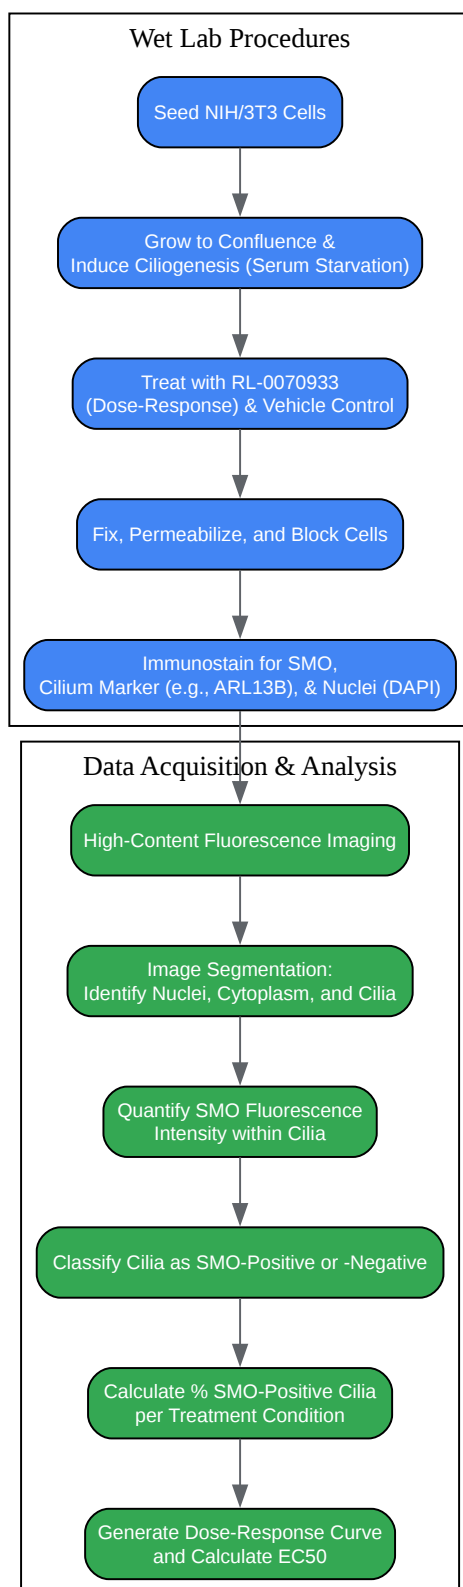 Wet Lab Procedures
Seed NIH/3T3 Cells
Grow to Confluence &
Induce Ciliogenesis (Serum Starvation)
Treat with RL-0070933
(Dose-Response) & Vehicle Control
Fix, Permeabilize, and Block Cells
Immunostain for SMO,
Cilium Marker (e.g., ARL13B), & Nuclei (DAPI)
Data Acquisition & Analysis
High-Content Fluorescence Imaging
Image Segmentation:
Identify Nuclei, Cytoplasm, and Cilia
Quantify SMO Fluorescence
Intensity within Cilia
Classify Cilia as SMO-Positive or -Negative
Calculate % SMO-Positive Cilia
per Treatment Condition
Generate Dose-Response Curve
and Calculate EC50